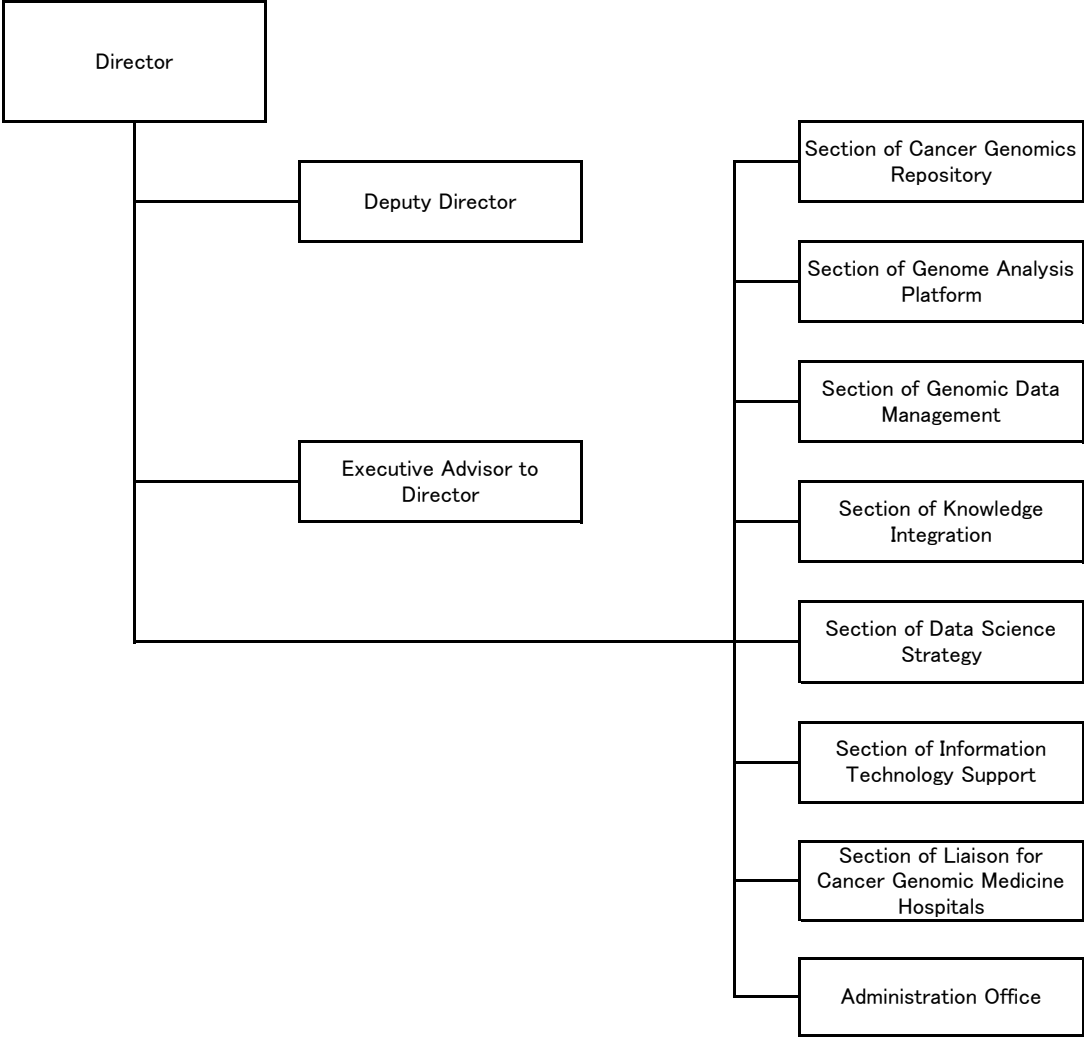 Director
Deputy Director
Executive Advisor to
Director
Section of Cancer Genomics
Repository
Section of Genome Analysis
Platform
Section of Genomic Data
Management
Section of Knowledge
Integration
Section of Data Science
Strategy
Section of Information
Technology Support
Section of Liaison for
Cancer Genomic Medicine
Hospitals
Administration Office